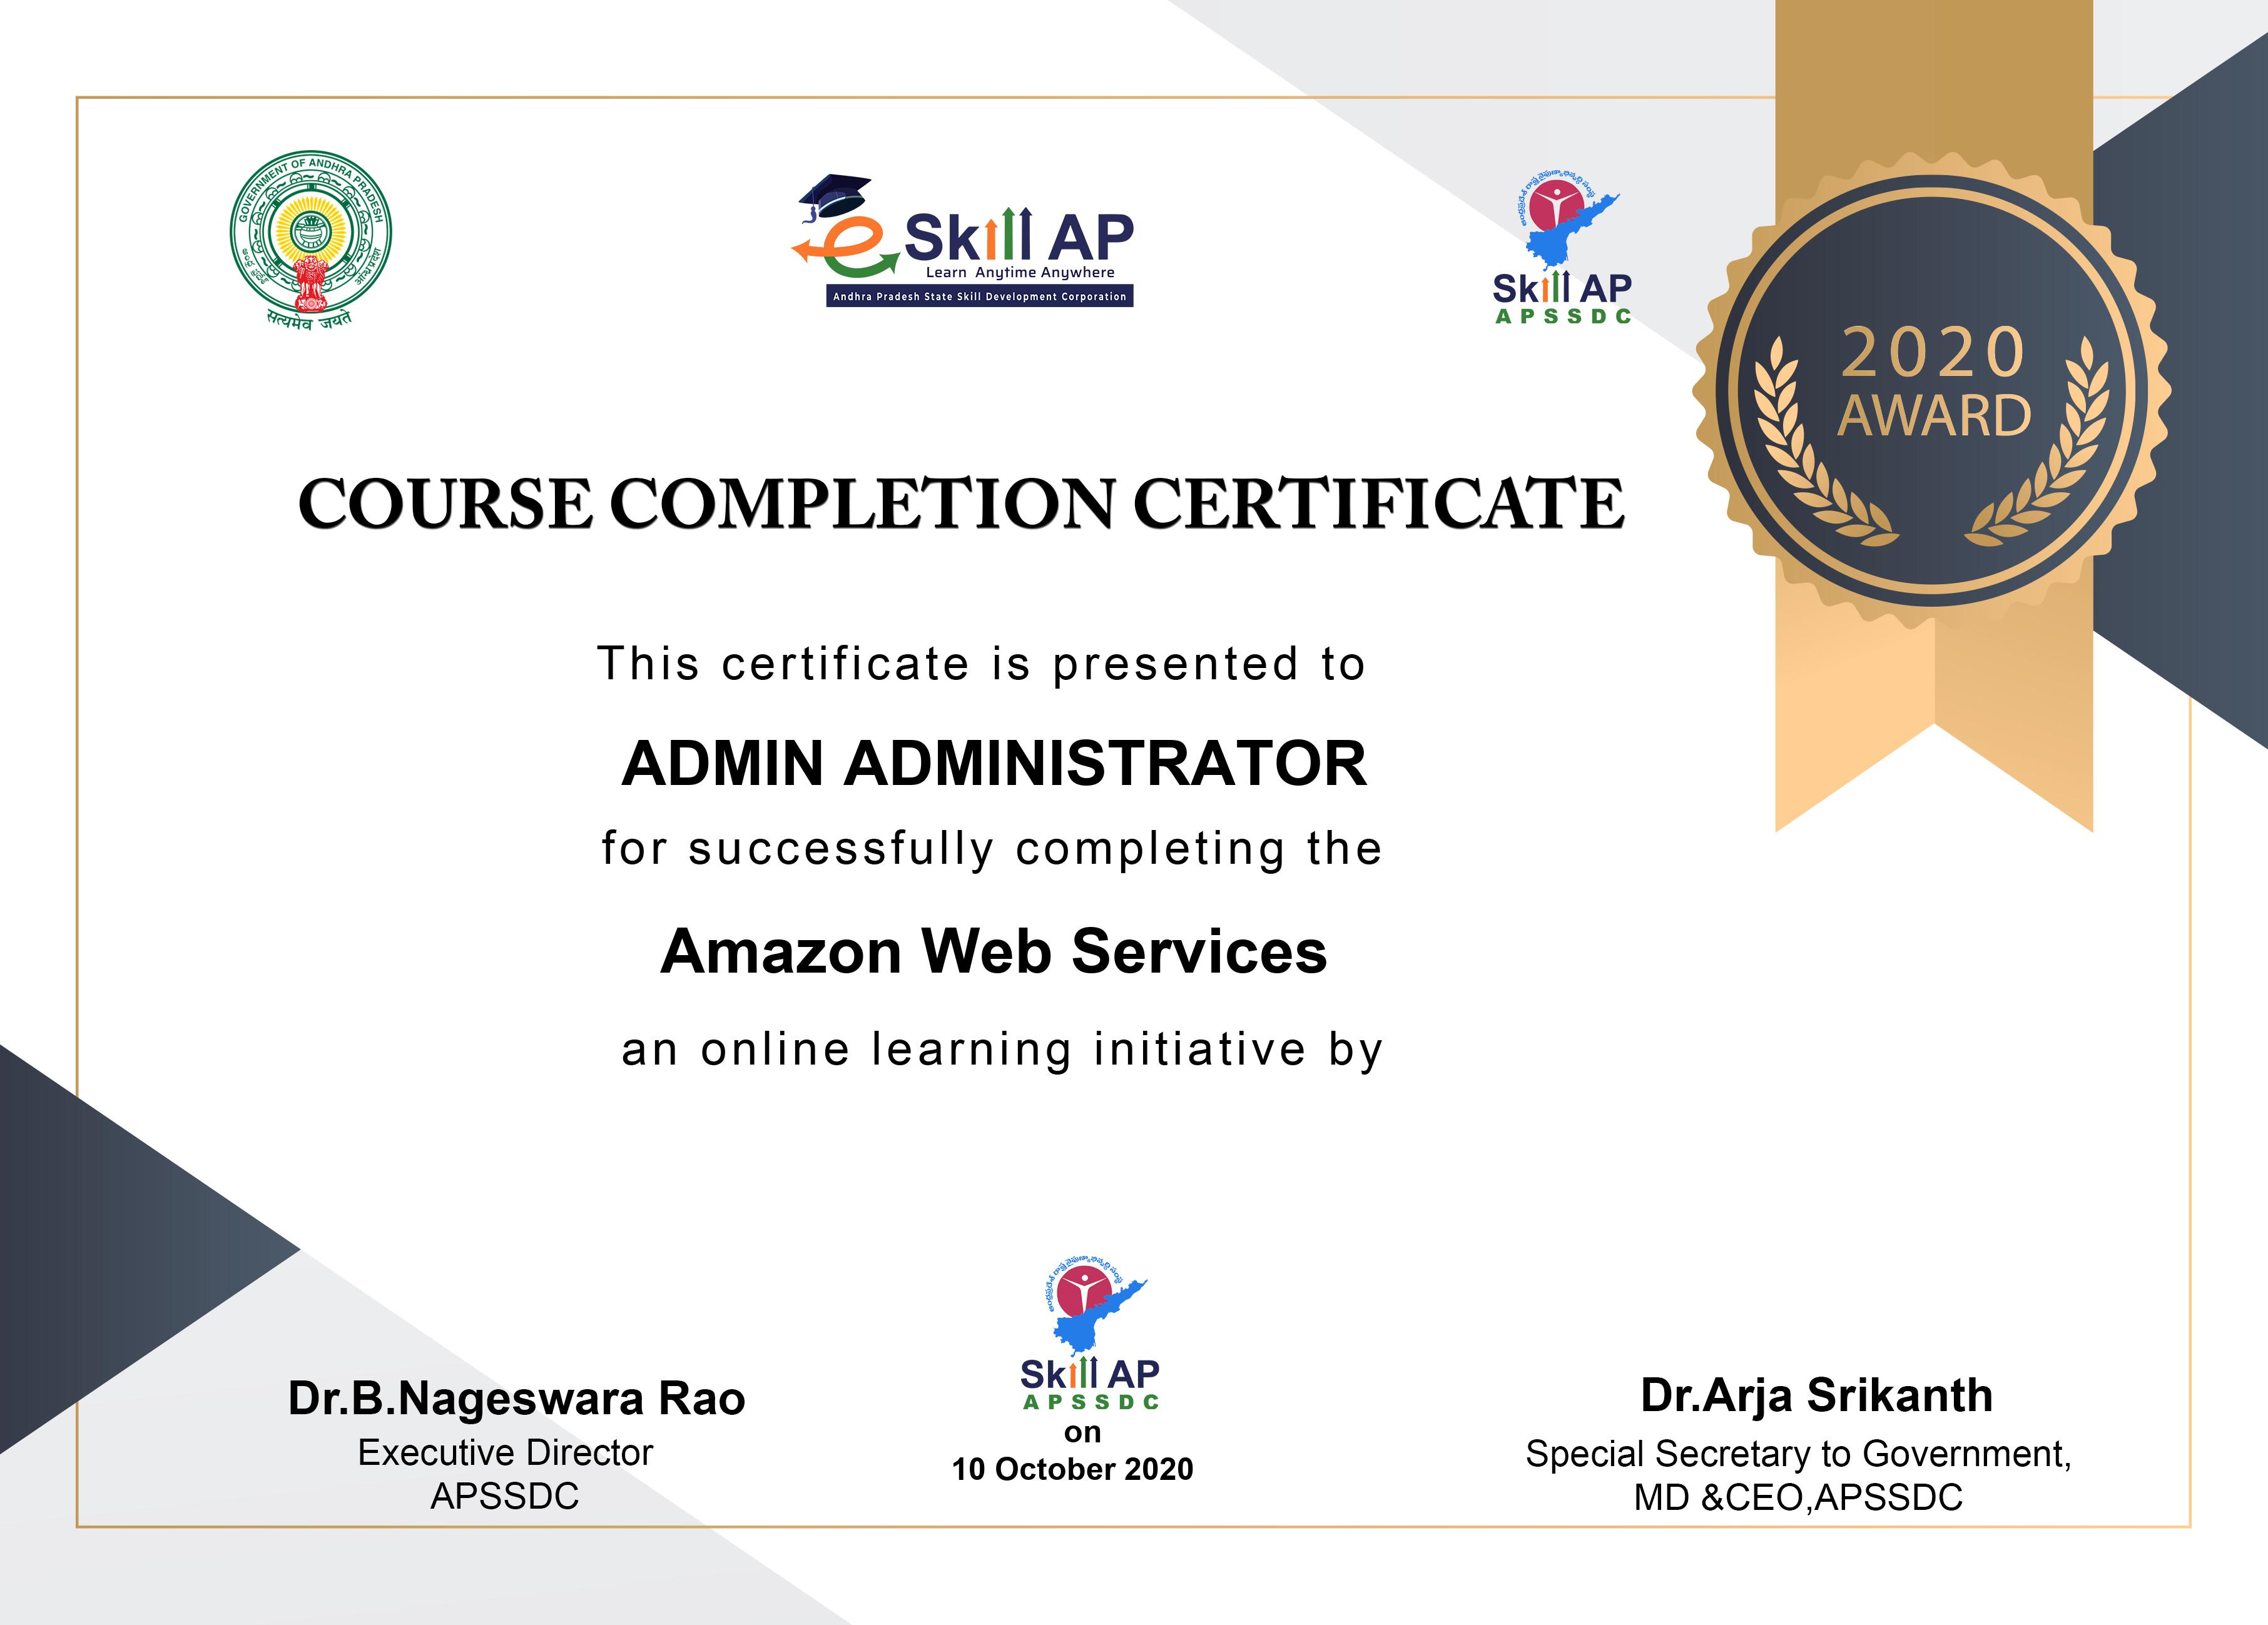 GOVERNMENT OF ANDHRA PRADESH
सत्यमेव जयते
Skill AP
Learn Anytime Anywhere
Andhra Pradesh State Skill Development Corporation
Skill AP
APSSDC
2020
AWARD
COURSE COMPLETION CERTIFICATE
This certificate is presented to
ADMIN ADMINISTRATOR
for successfully completing the
Amazon Web Services
an online learning initiative by
Skill AP
APSSDC
on
10 October 2020
Dr.B.Nageswara Rao
Executive Director
APSSDC
Dr.Arja Srikanth
Special Secretary to Government,
MD &CEO,APSSDC